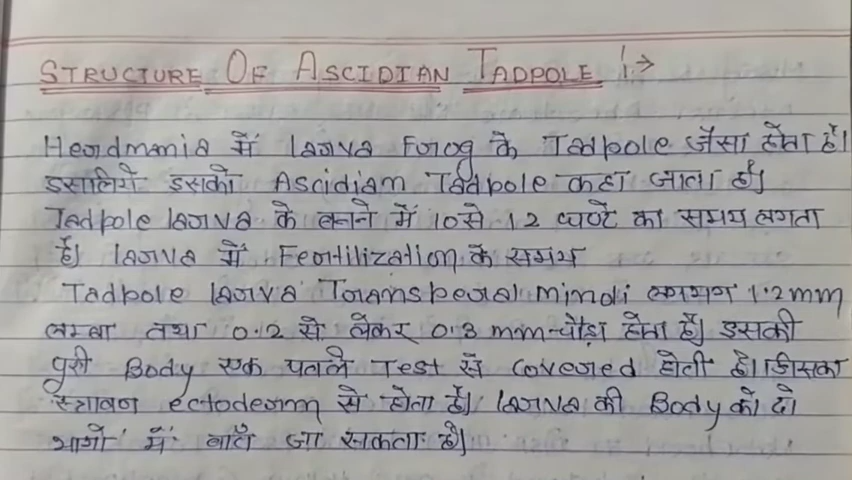 STRUCTURE OF ASCIDIAN TADPOLE :→
Herdmania में larva Frog के Tadpole जैसा होता है।
इसलिये इसको Ascidiam Tadpole कहा जाता है।
Tadpole larva के बनने में 10 से 12 घण्टे का समय लगता
है। larva में Fertilization के समय
Tadpole larva लगभग 1.2 mm
लम्बा तथा 0.2 से लेकर 0.3 mm चौड़ा होता है। इसकी
पुरी Body एक पतले Test से Covered होती है। जिसका
स्त्रावण ectoderm से होता है। larva की Body को दो
भागो में बाँटा जा सकता है।